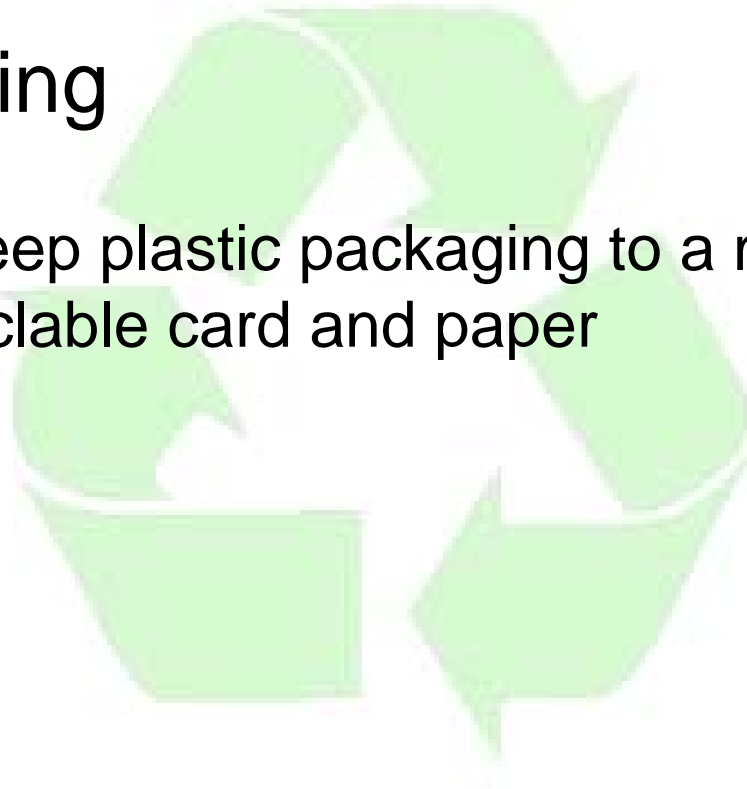 ing
eep plastic packaging to a
clable card and paper